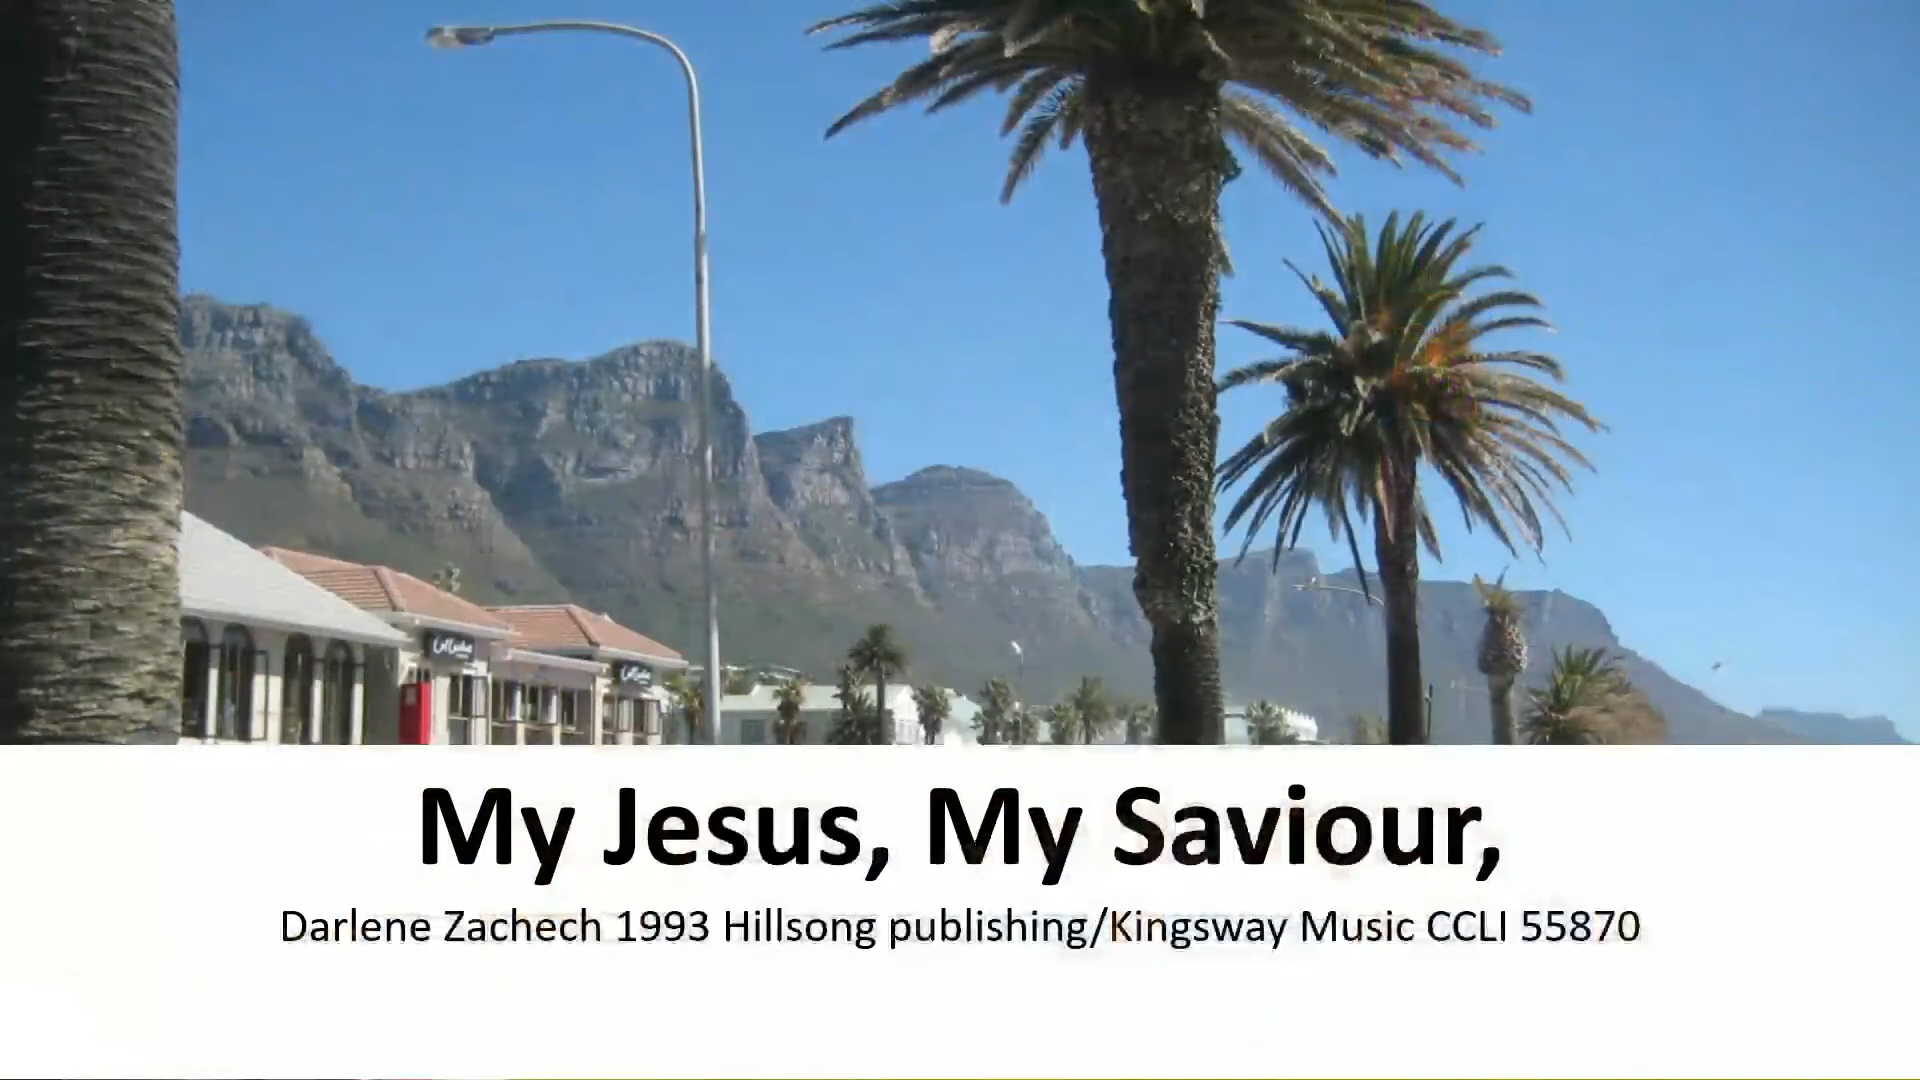 My Jesus, My Saviour,
Darlene Zachech 1993 Hillsong publishing/Kingsway Music CCLI 55870